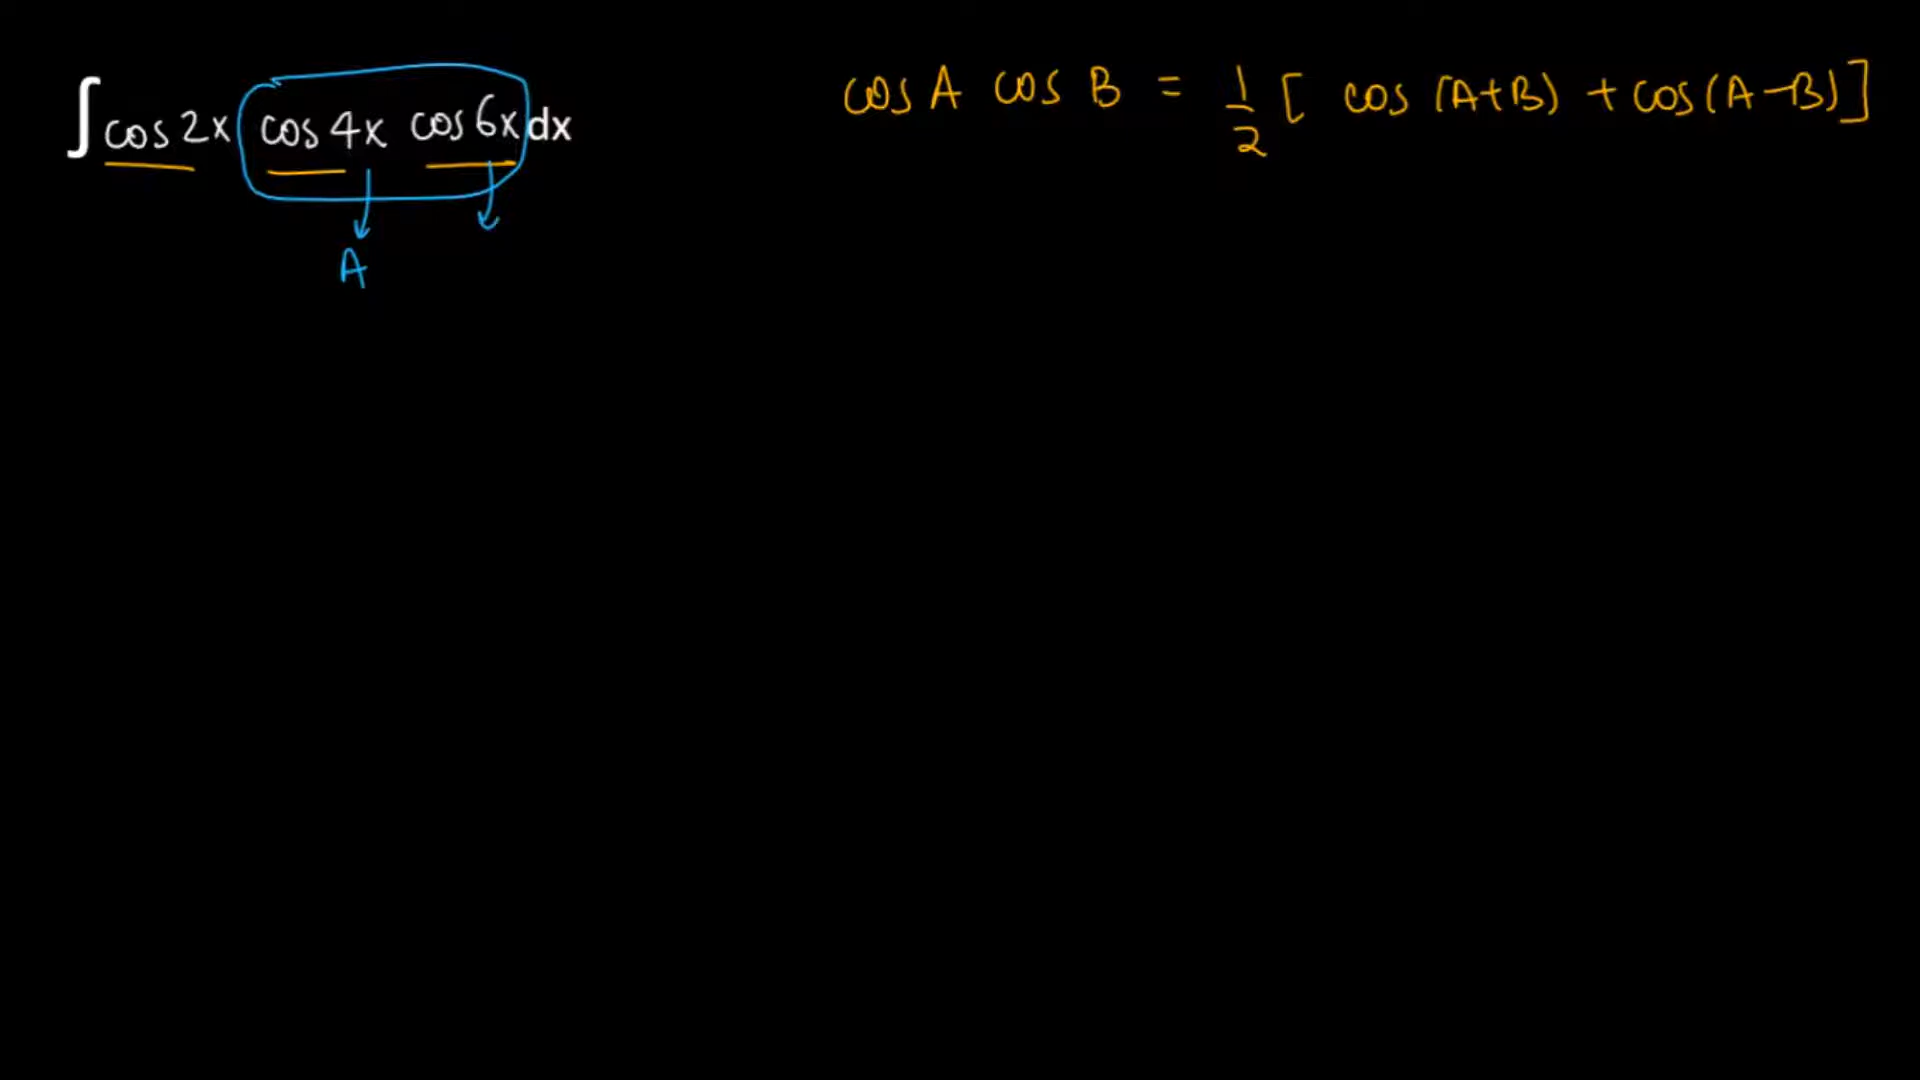 ∫ cos 2x cos 4x cos 6x dx
cos A cos B = 1/2 [ cos (A+B) + cos (A-B) ]
A